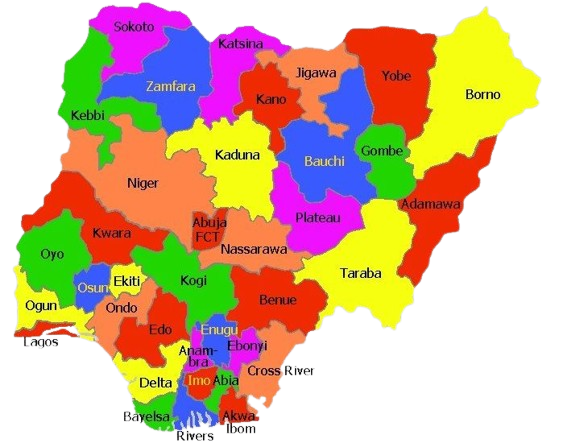 Sokoto
Katsina
Borno
Jigawa
Yobe
Zamfara
Kano
Kebbi
Gombe
Kaduna
Bauchi
Niger
Adamawa
Plateau
Abuja
FCT
Kwara
Nassarawa
Oyo
Taraba
Kogi
Ekiti
Osun
Benue
Ogun
Ondo
Edo
Enugu
Lagos
Anam-
bra
Ebonyi
Cross River
Delta
Imo
Abia
Bayelsa
Akwa
Ibom
Rivers